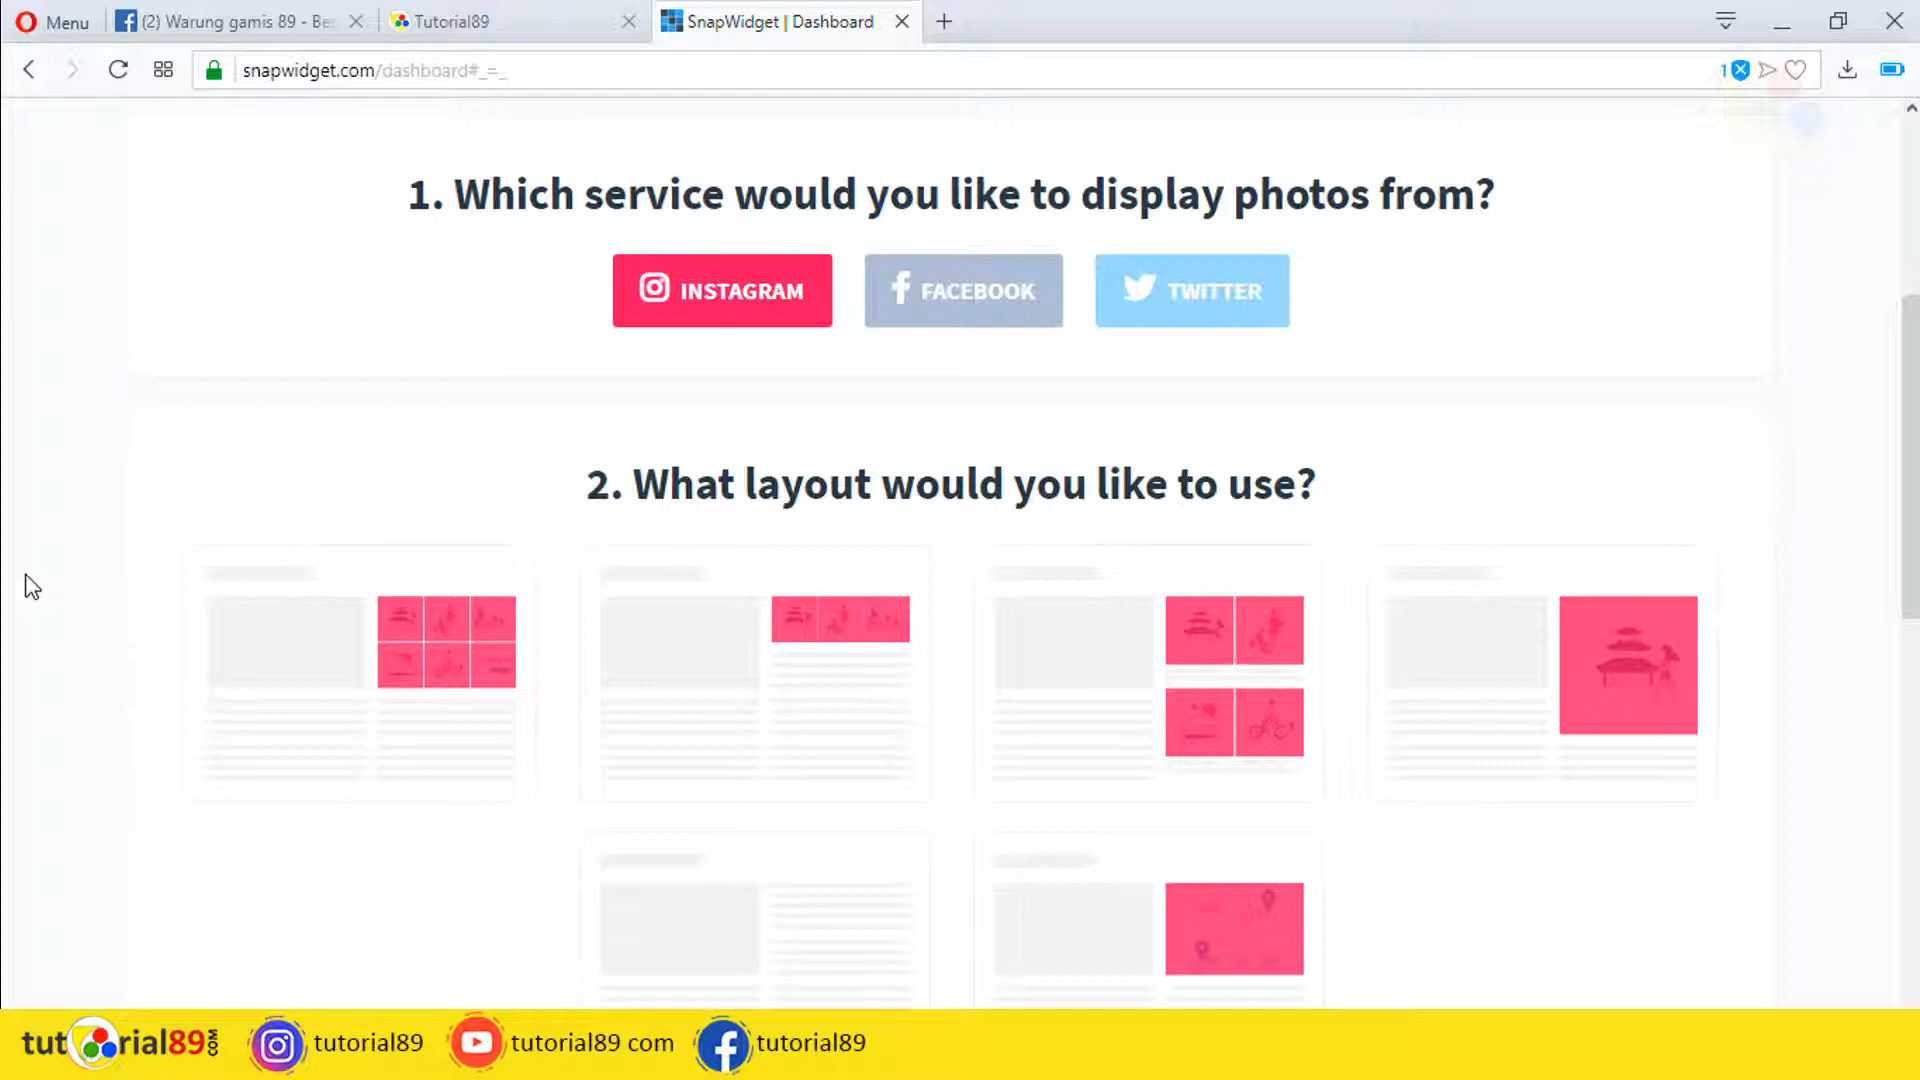 Menu
(2) Warung gamis 89 - Be
Tutorial89
SnapWidget | Dashboard
snapwidget.com/dashboard#_=_
1
1. Which service would you like to display photos from?
INSTAGRAM
FACEBOOK
TWITTER
2. What layout would you like to use?
tutorial89.COM
tutorial89
tutorial89 com
tutorial89